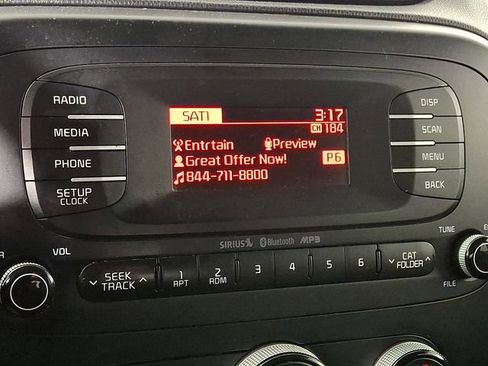 RADIO
MEDIA
PHONE
SETUP
CLOCK
SAT1 3:17
CH 184
Entrtain Preview
Great Offer Now! P6
844-711-8800
DISP
SCAN
MENU
BACK
VOL
SIRIUS Bluetooth MP3
TUNE
SEEK
TRACK
1
RPT
2
RDM
3
4
5
6
CAT
FOLDER
FILE